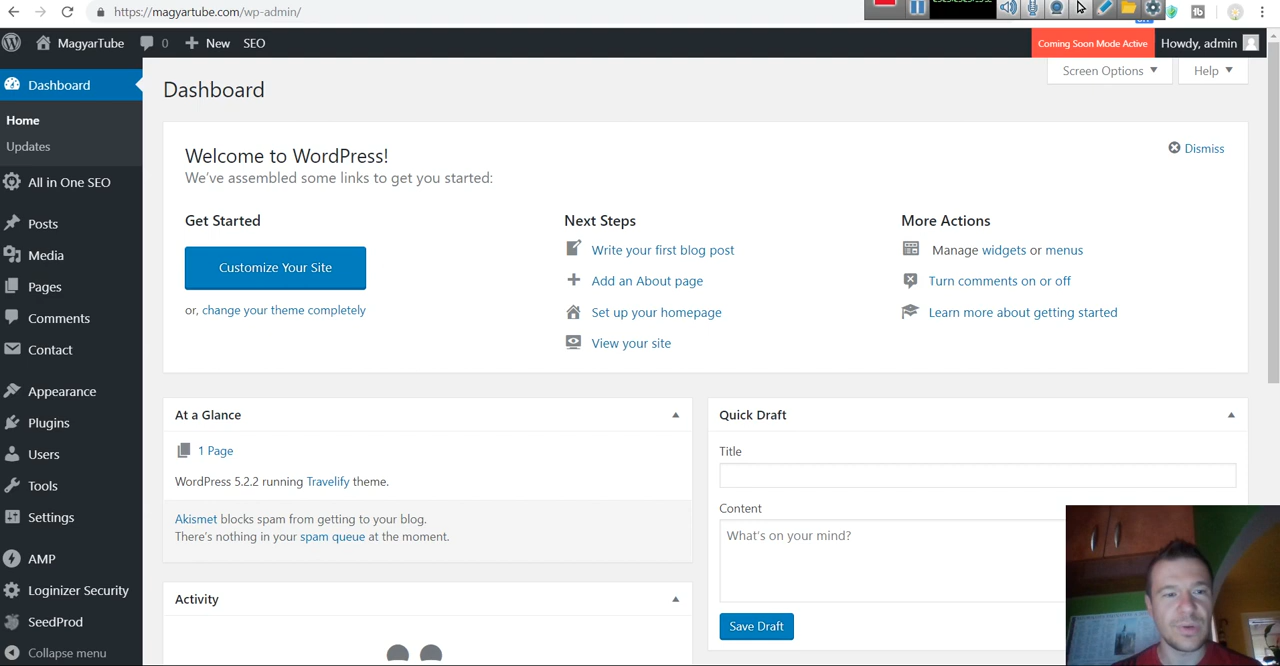 https://magyartube.com/wp-admin/
MagyarTube
0
New
SEO
Coming Soon Mode Active
Howdy, admin
Dashboard
Home
Updates
All in One SEO
Posts
Media
Pages
Comments
Contact
Appearance
Plugins
Users
Tools
Settings
AMP
Loginizer Security
SeedProd
Collapse menu
Screen Options
Help
Dashboard
Welcome to WordPress!
We've assembled some links to get you started:
Dismiss
Get Started
Customize Your Site
or, change your theme completely
Next Steps
Write your first blog post
Add an About page
Set up your homepage
View your site
More Actions
Manage widgets or menus
Turn comments on or off
Learn more about getting started
At a Glance
1 Page
WordPress 5.2.2 running Travelify theme.
Akismet blocks spam from getting to your blog.
There's nothing in your spam queue at the moment.
Activity
Quick Draft
Title
Content
What's on your mind?
Save Draft